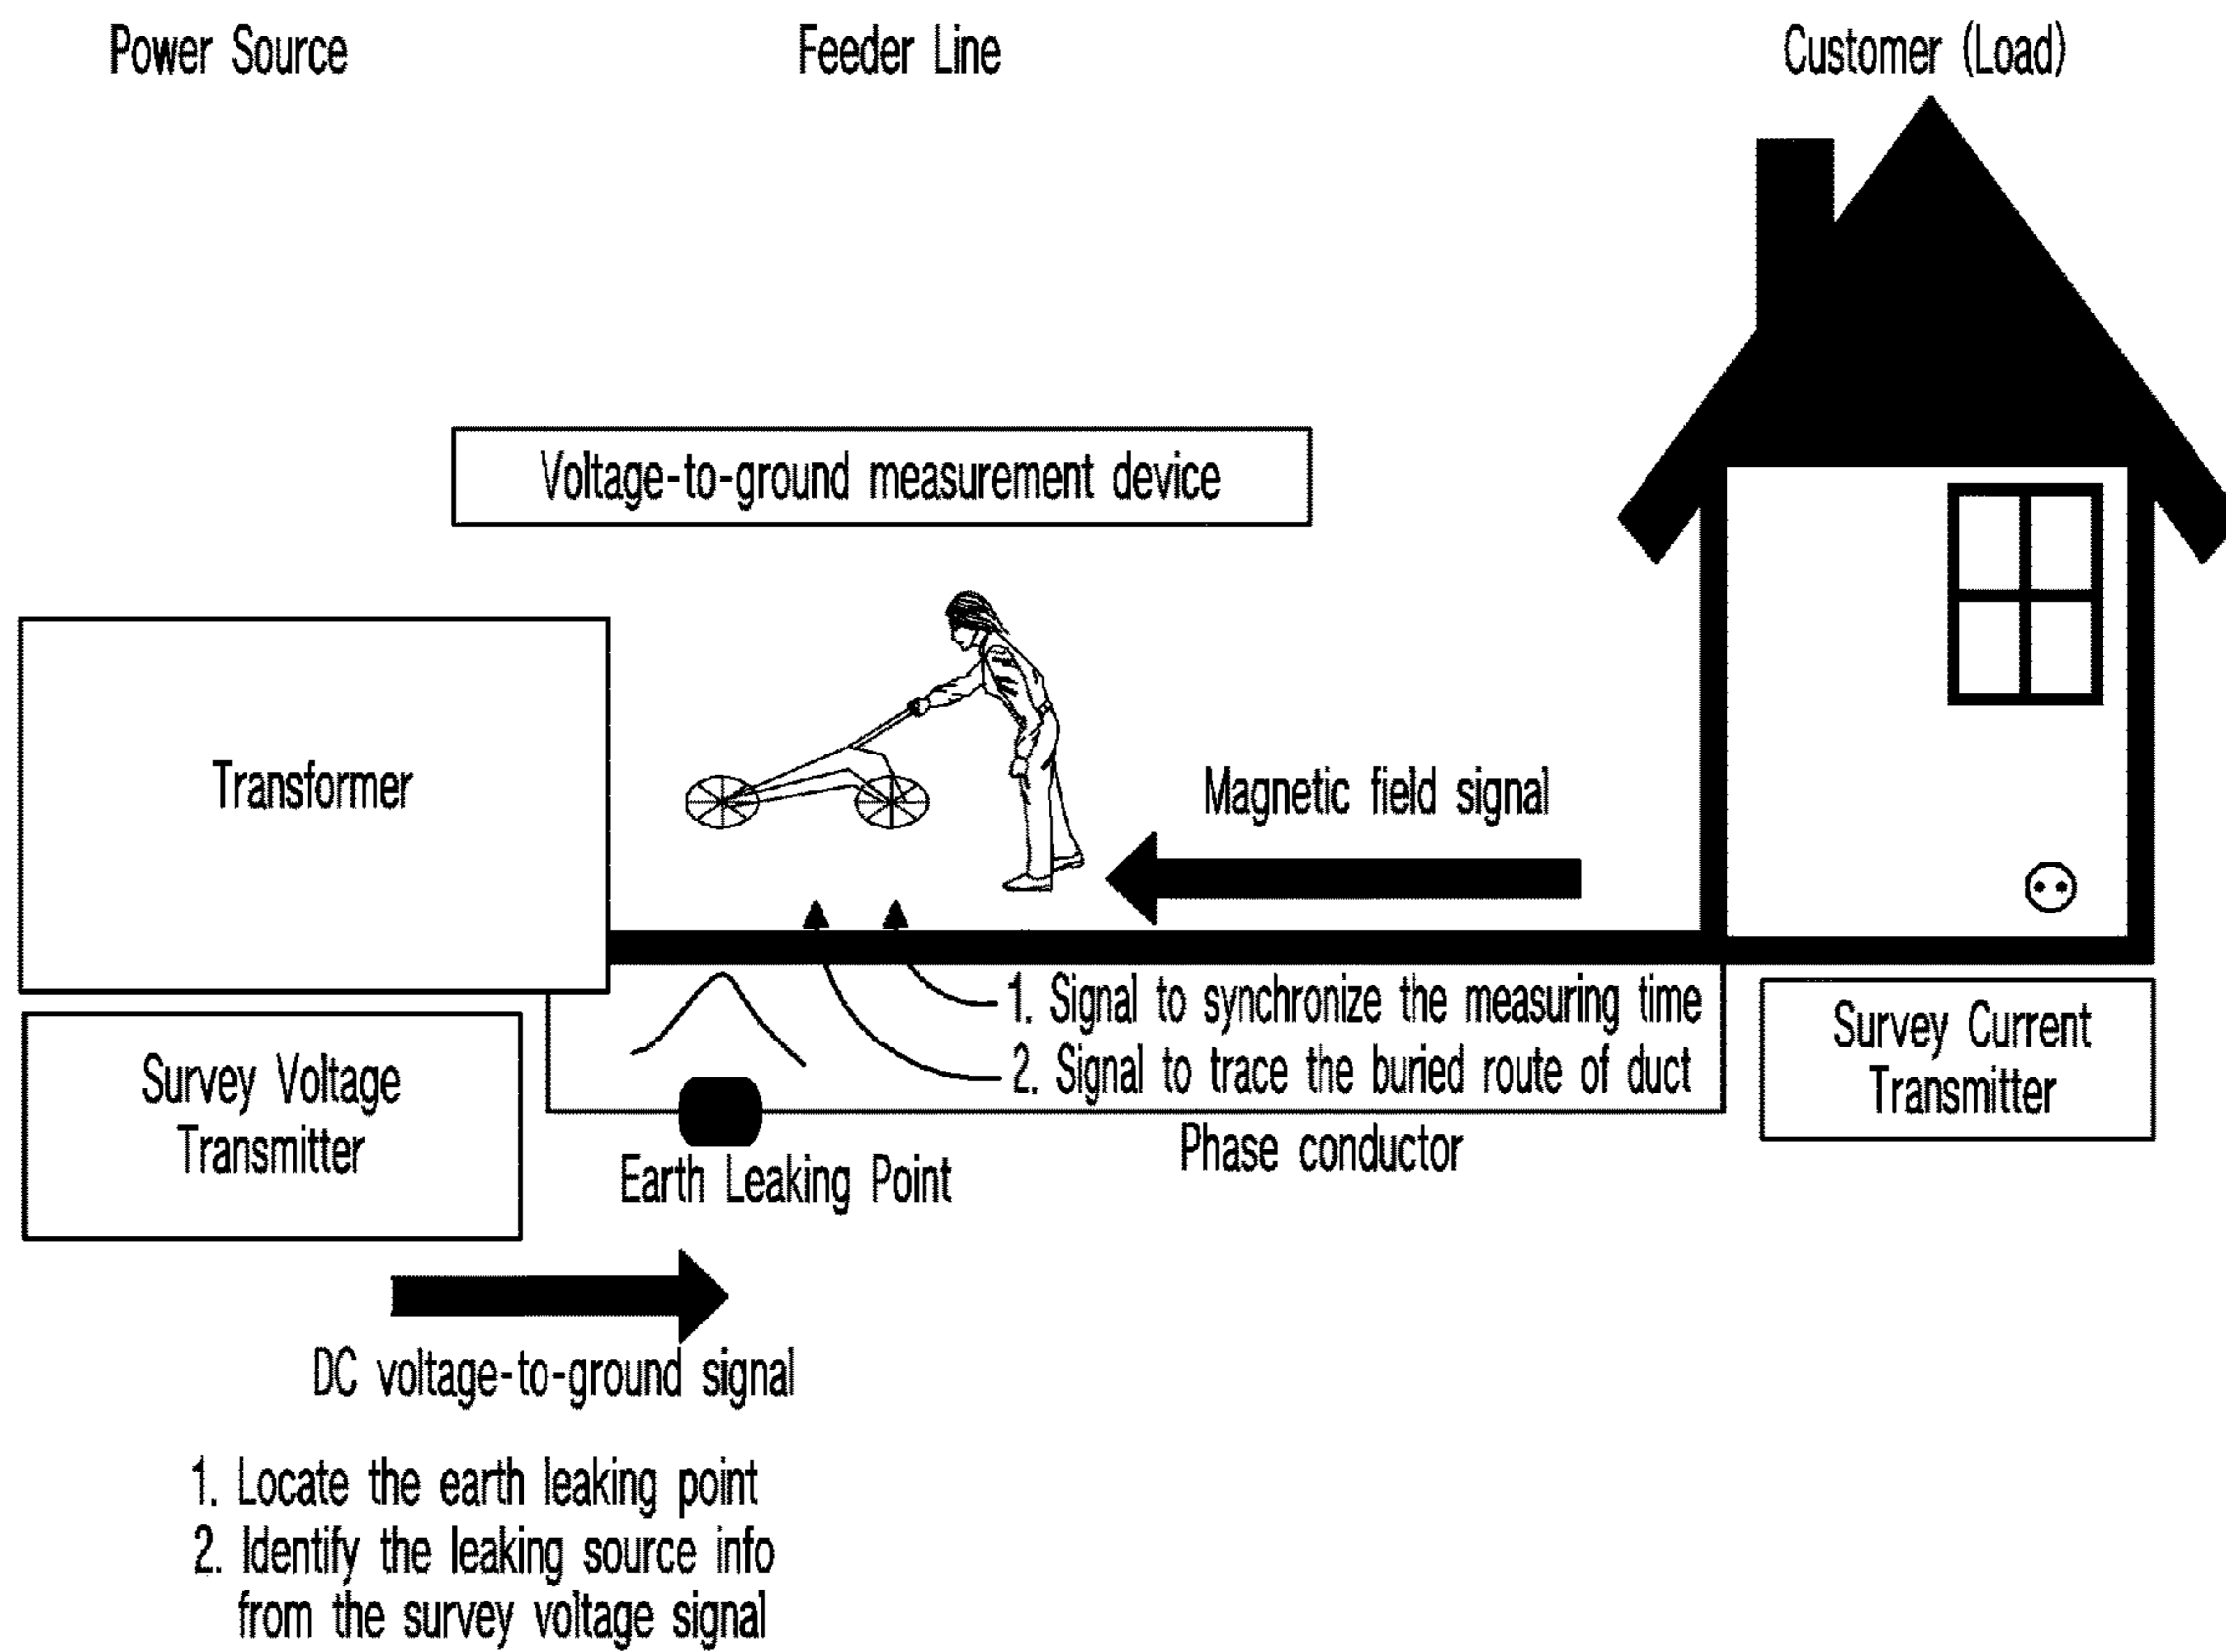 Power Source
Feeder Line
Customer (Load)
Voltage-to-ground measurement device
Transformer
Magnetic field signal
1. Signal to synchronize the measuring time
2. Signal to trace the buried route of duct
Survey Voltage
Transmitter
Survey Current
Transmitter
Phase conductor
Earth Leaking Point
DC voltage-to-ground signal
1. Locate the earth leaking point
2. Identify the leaking source info
from the survey voltage signal